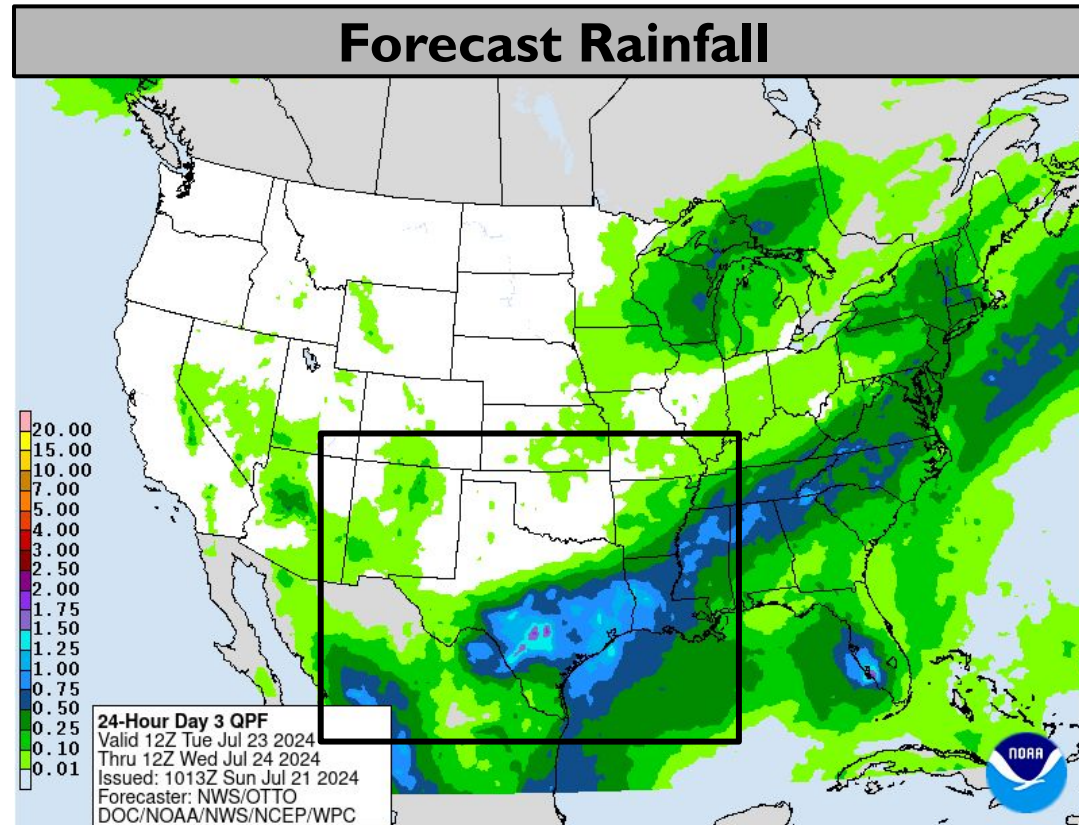 Forecast Rainfall
20.00
15.00
10.00
7.00
5.00
4.00
3.00
2.50
2.00
1.75
1.50
1.25
1.00
0.75
0.50
0.25
0.10
0.01
24-Hour Day 3 QPF
Valid 12Z Tue Jul 23 2024
Thru 12Z Wed Jul 24 2024
Issued: 1013Z Sun Jul 21 2024
Forecaster: NWS/OTTO
DOC/NOAA/NWS/NCEP/WPC
NOAA